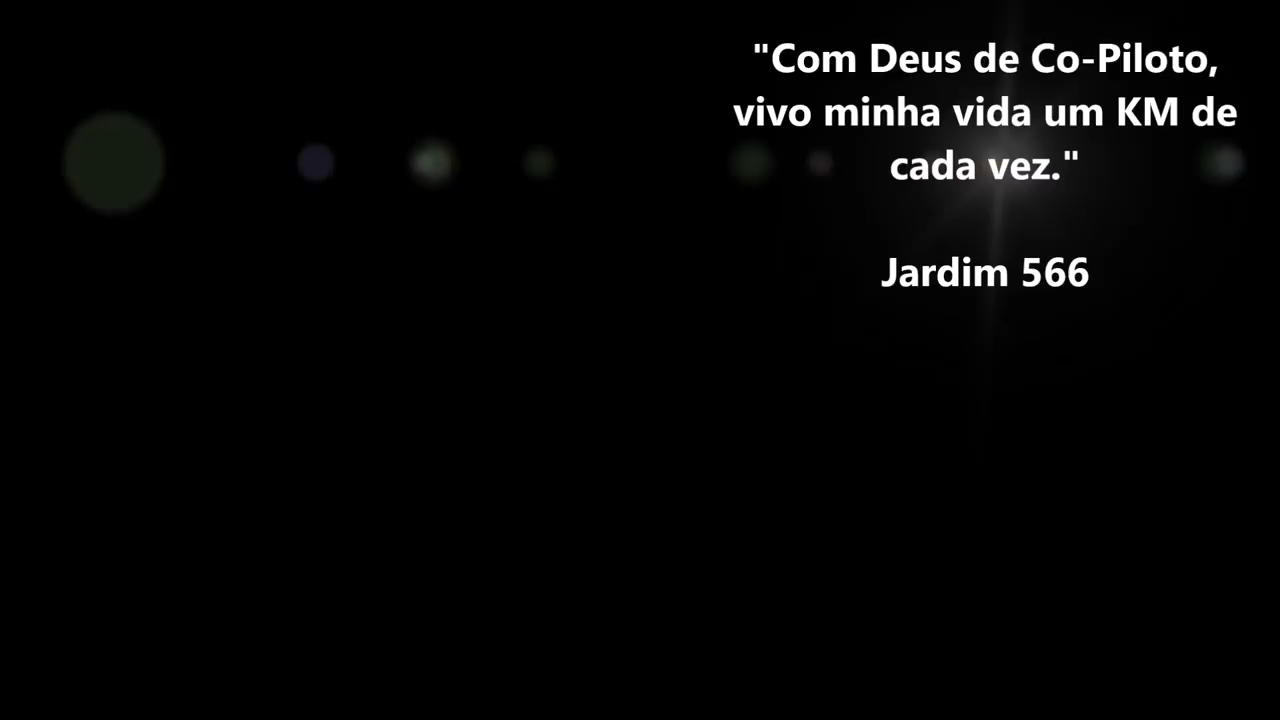 "Com Deus de Co-Piloto,
vivo minha vida um KM de
cada vez."
Jardim 566